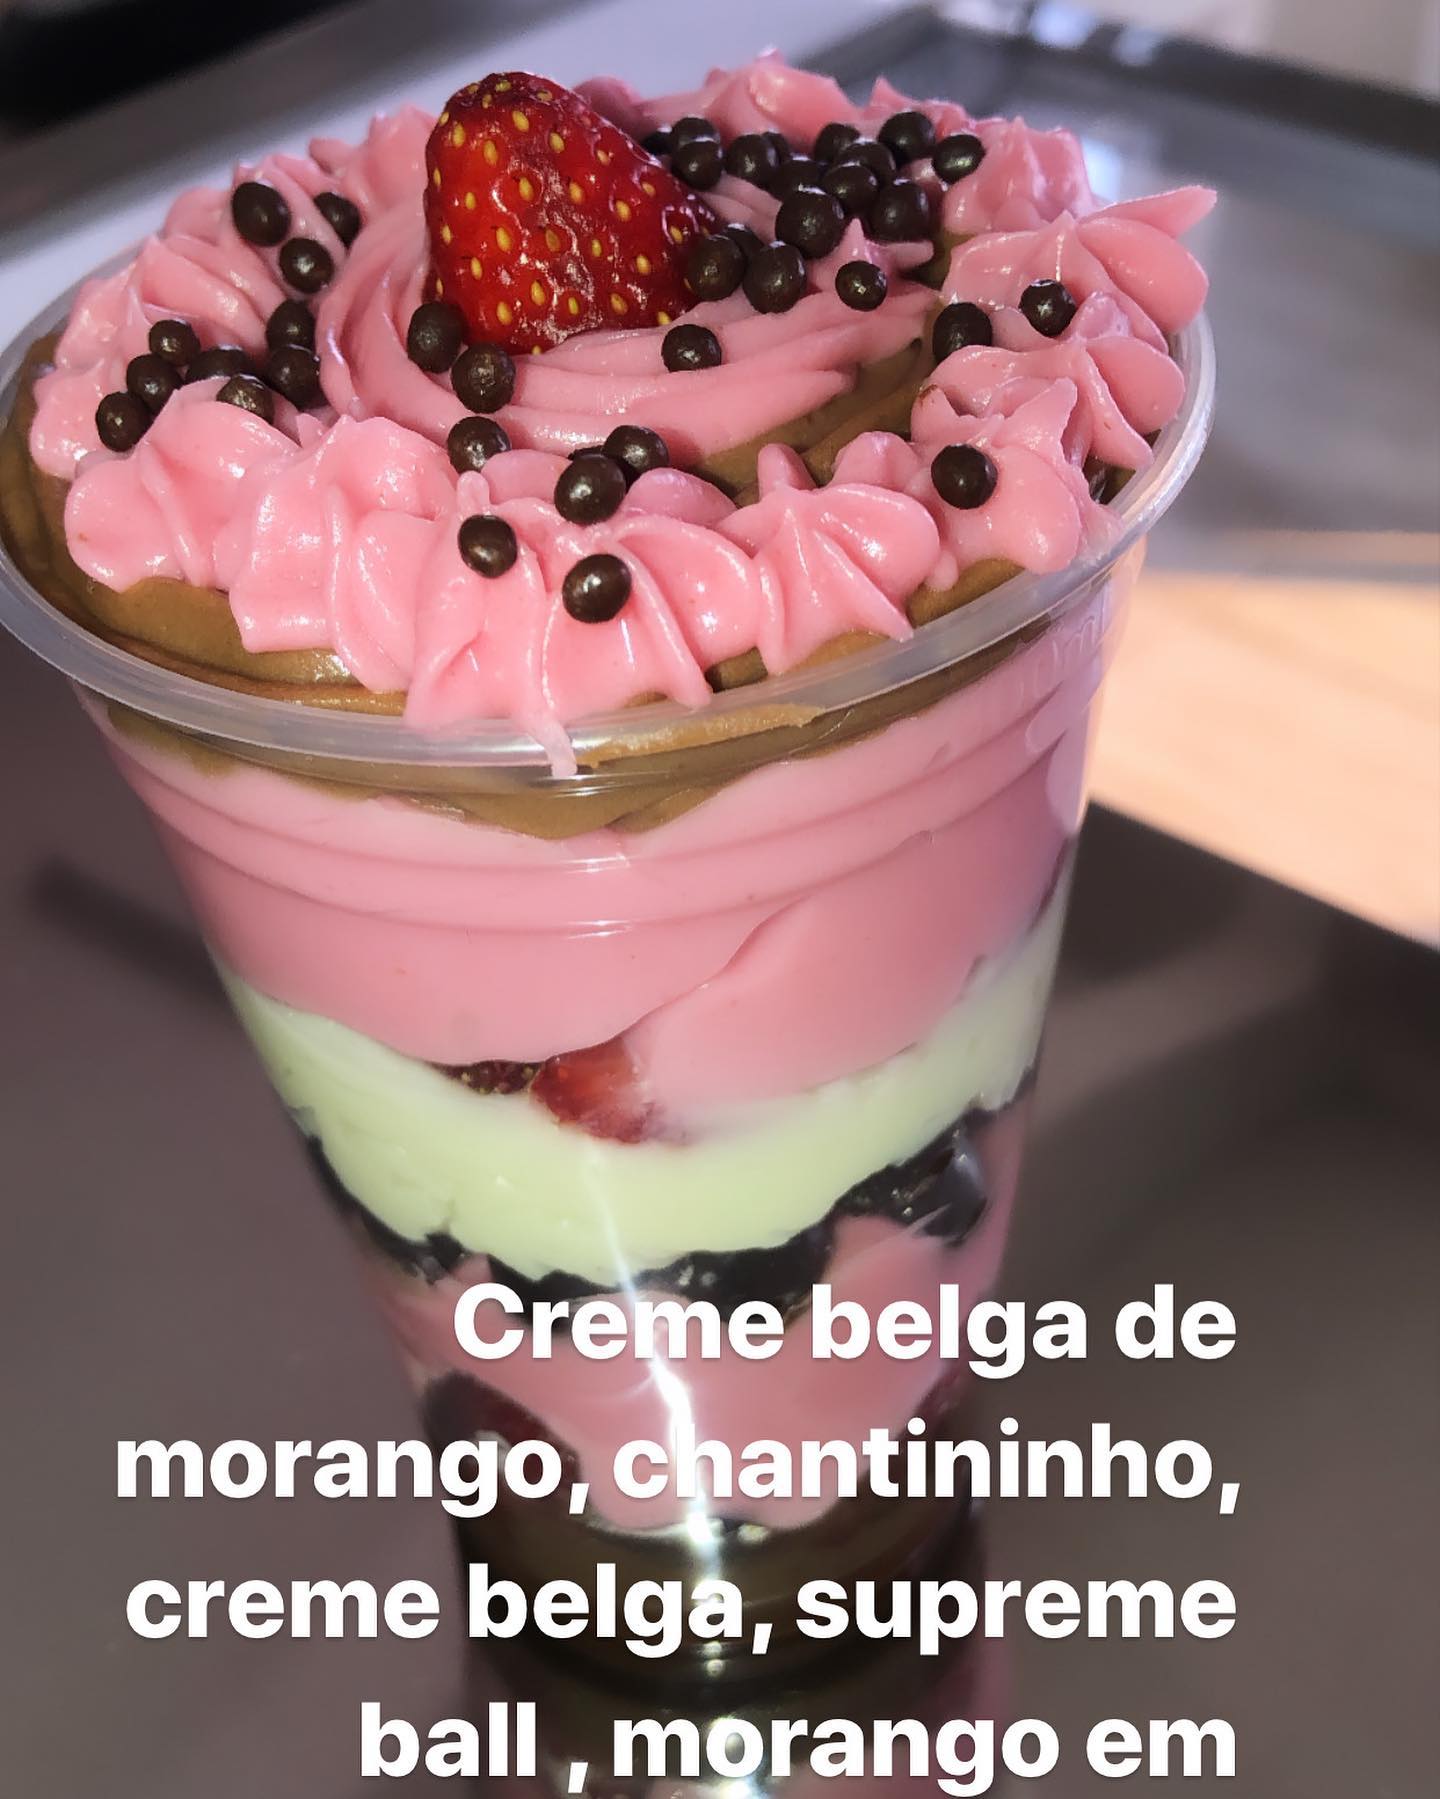 Creme belga de
morango, chantininho,
creme belga, supreme
ball , morango em